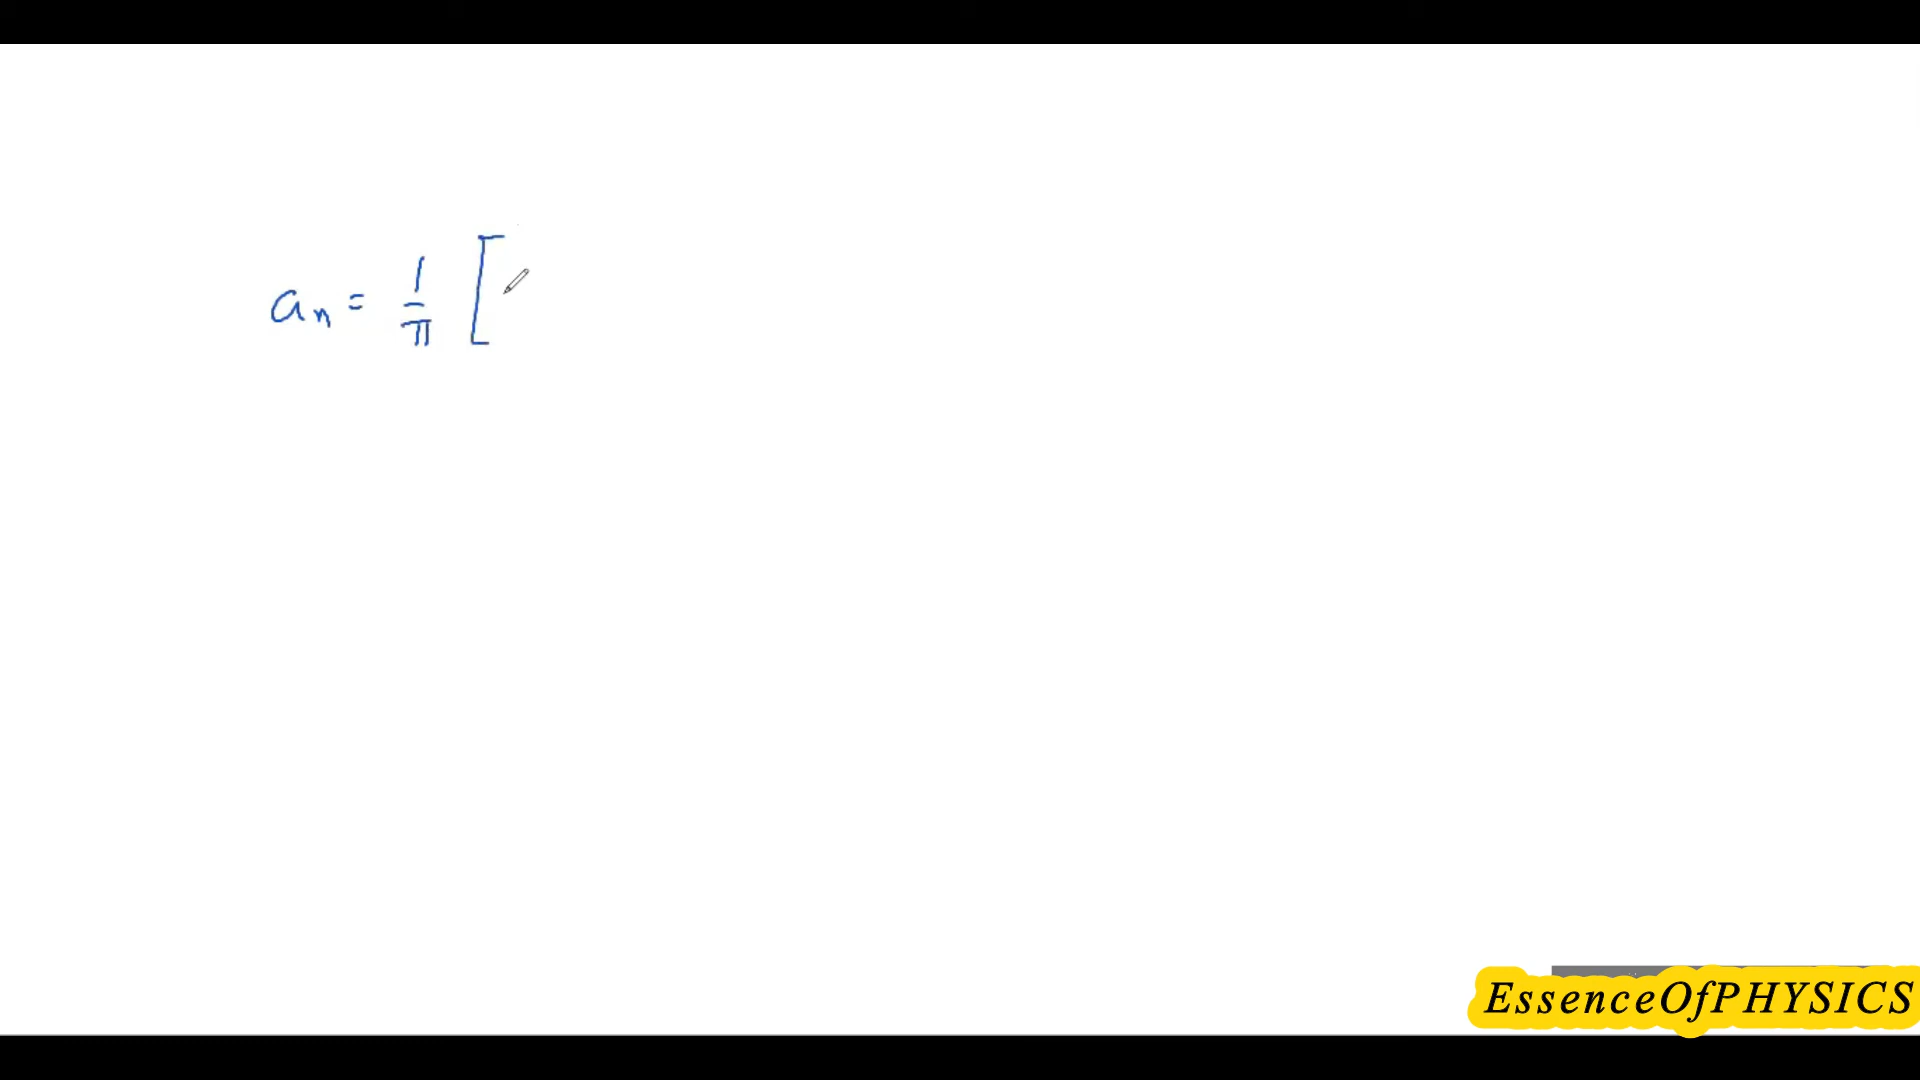 aₙ = 1/π [
EssenceOfPHYSICS